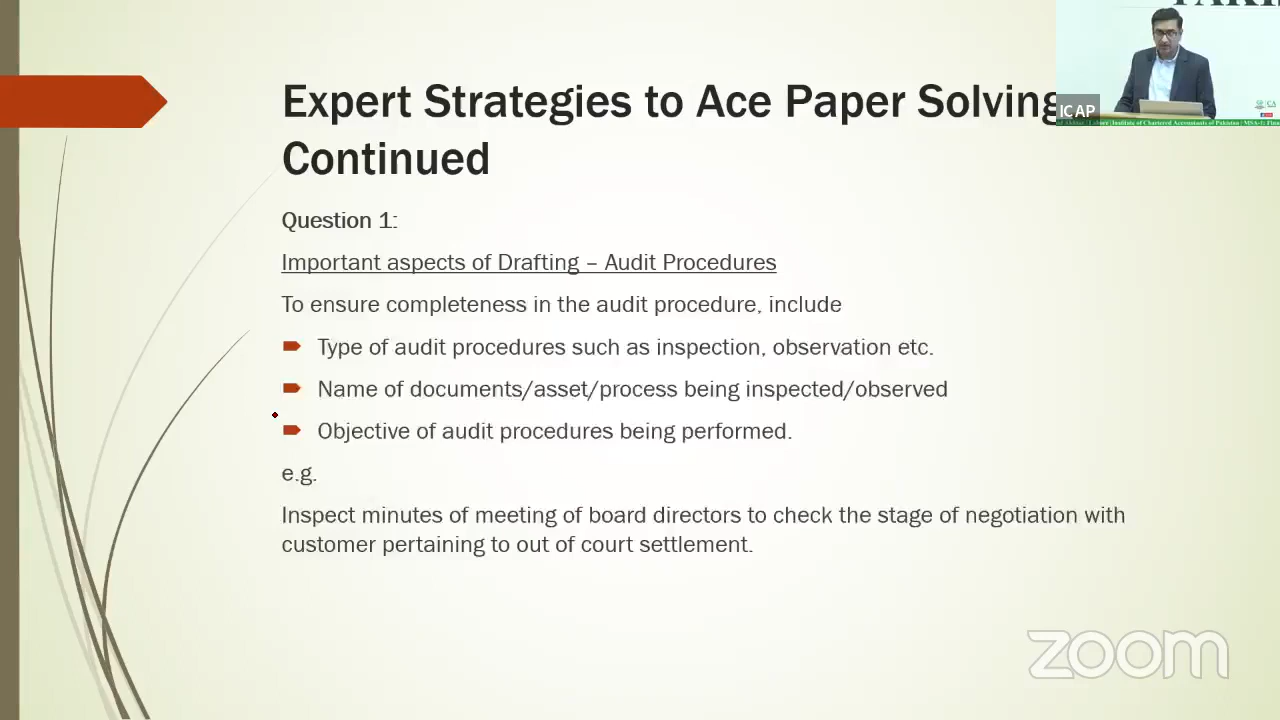 Expert Strategies to Ace Paper Solving
Continued
ICAP
Question 1:
Important aspects of Drafting – Audit Procedures
To ensure completeness in the audit procedure, include
Type of audit procedures such as inspection, observation etc.
Name of documents/asset/process being inspected/observed
Objective of audit procedures being performed.
e.g.
Inspect minutes of meeting of board directors to check the stage of negotiation with
customer pertaining to out of court settlement.
zoom